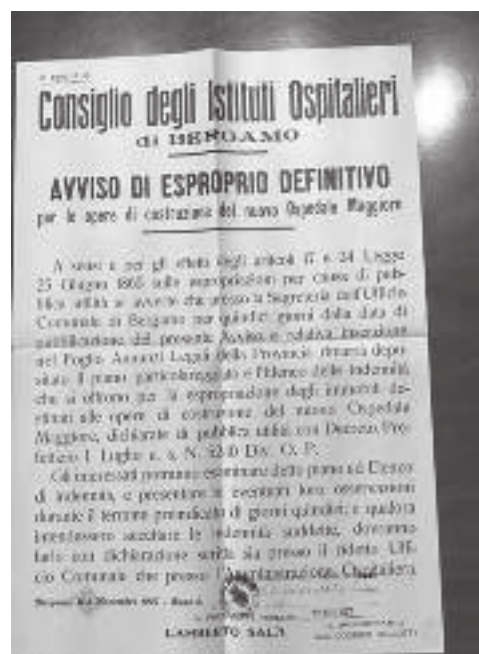 Consiglio degli Istituti Ospitalieri
di BERGAMO
AVVISO DI ESPROPRIO DEFINITIVO
per le opere di costruzione del nuovo Ospedale Maggiore
A sensi e per gli effetti degli articoli 17 e 24 Legge
25 Giugno 1865 sulle espropriazioni per causa di pub-
blica utilità si avverte che presso la Segreteria dell'Ufficio
Comunale di Bergamo per quindici giorni dalla data di
pubblicazione del presente Avviso e relativa inserzione
nel Foglio Annunzi Legali della Provincia rimarrà depo-
sitato il piano particolareggiato e l'Elenco delle indennità
che si offrono per la espropriazione degli immobili de-
stinati alle opere di costruzione del nuovo Ospedale
Maggiore, dichiarate di pubblica utilità con Decreto Pre-
fettizio 1 Luglio u. s. N. Div. O. P.
Gli interessati potranno esaminare detto piano ed Elenco
di indennità, e presentare le eventuali loro osservazioni
durante il termine preindicato di giorni quindici; e qualora
intendessero accettare le indennità suddette, dovranno
farlo con dichiarazione scritta sia presso il ridetto Uffi-
cio Comunale che presso l'Amministrazione Ospitaliera
Bergamo
LAMBERTO SALA